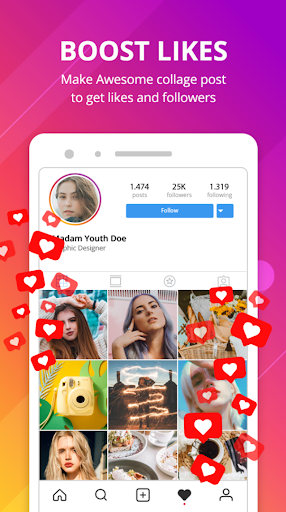 BOOST LIKES
Make Awesome collage post
to get likes and followers
1.474 25K 1.319
posts followers following
Follow
Madam Youth Doe
phic Designer